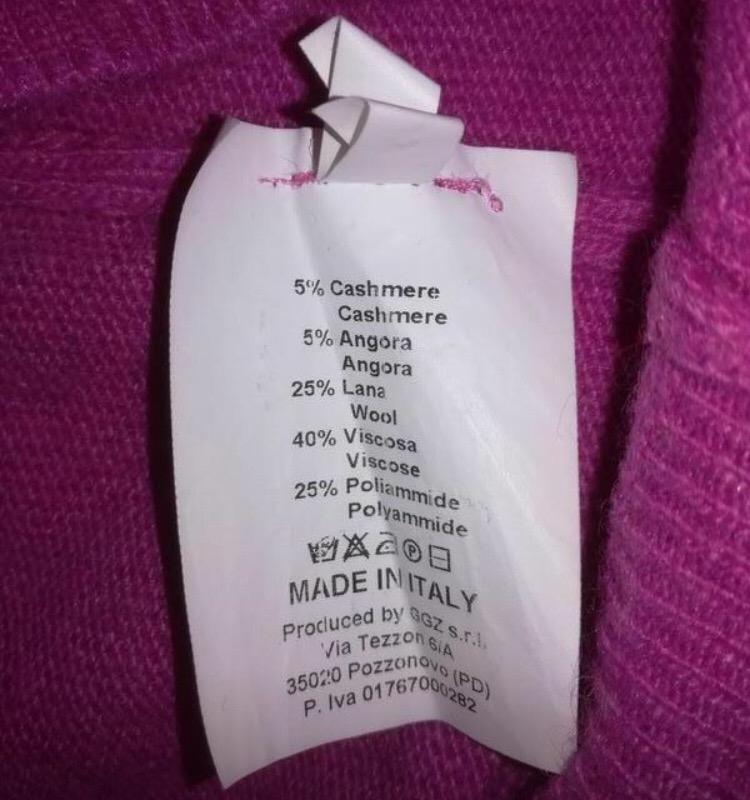 5% Cashmere
Cashmere
5% Angora
Angora
25% Lana
Wool
40% Viscosa
Viscose
25% Poliammide
Polyammide
P
MADE IN ITALY
Produced by GGZ s.r.l.
Via Tezzon 6/A
35020 Pozzonovo (PD)
P. Iva 01767000282